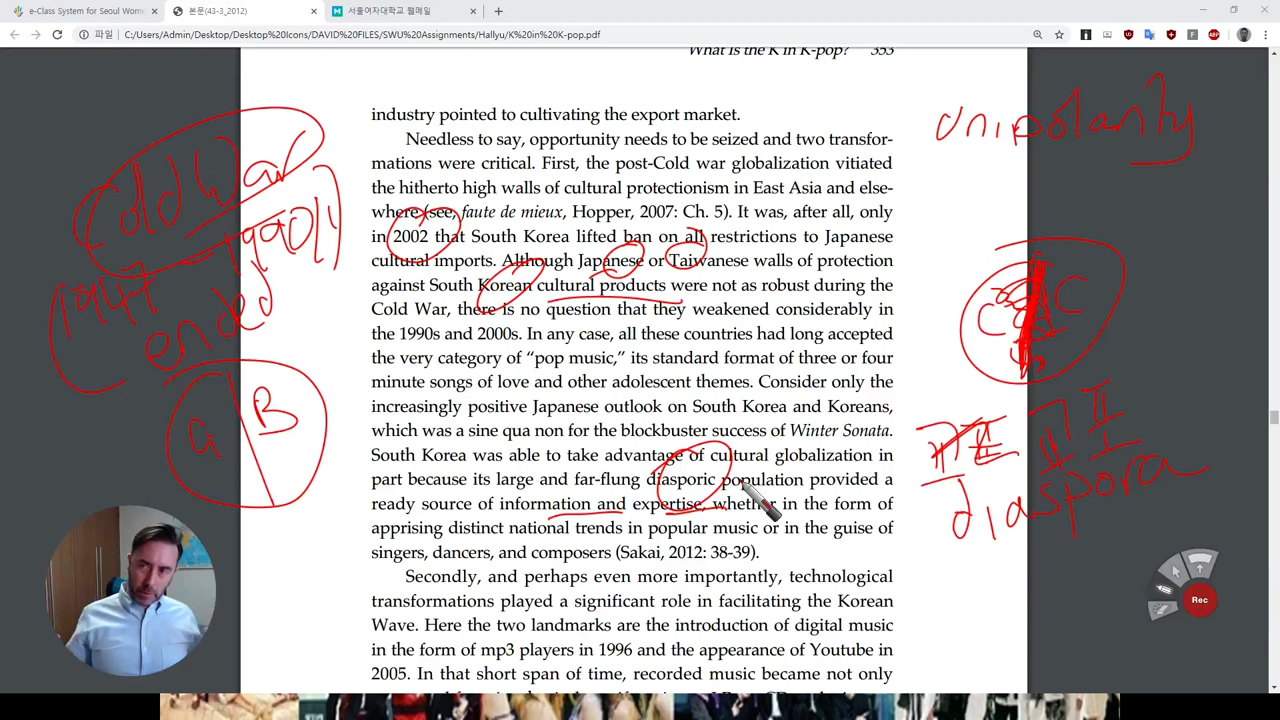 e-Class System for Seoul Wome
본문(43-3_2012)
서울여자대학교 웹메일
파일
C:/Users/Admin/Desktop/Desktop%20Icons/DAVID%20FILES/SWU%20Assignments/Hallyu/K%20in%20K-pop.pdf
What Is the K in K-pop? 353
industry pointed to cultivating the export market.
Needless to say, opportunity needs to be seized and two transfor-
mations were critical. First, the post-Cold war globalization vitiated
the hitherto high walls of cultural protectionism in East Asia and else-
where (see, faute de mieux, Hopper, 2007: Ch. 5). It was, after all, only
in 2002 that South Korea lifted ban on all restrictions to Japanese
cultural imports. Although Japanese or Taiwanese walls of protection
against South Korean cultural products were not as robust during the
Cold War, there is no question that they weakened considerably in
the 1990s and 2000s. In any case, all these countries had long accepted
the very category of “pop music,” its standard format of three or four
minute songs of love and other adolescent themes. Consider only the
increasingly positive Japanese outlook on South Korea and Koreans,
which was a sine qua non for the blockbuster success of Winter Sonata.
South Korea was able to take advantage of cultural globalization in
part because its large and far-flung diasporic population provided a
ready source of information and expertise, whether in the form of
apprising distinct national trends in popular music or in the guise of
singers, dancers, and composers (Sakai, 2012: 38-39).
Secondly, and perhaps even more importantly, technological
transformations played a significant role in facilitating the Korean
Wave. Here the two landmarks are the introduction of digital music
in the form of mp3 players in 1996 and the appearance of Youtube in
2005. In that short span of time, recorded music became not only
Cold War
1947 - 1990/1
ended
a B
unipolarity
C C
교포
diaspora
Rec